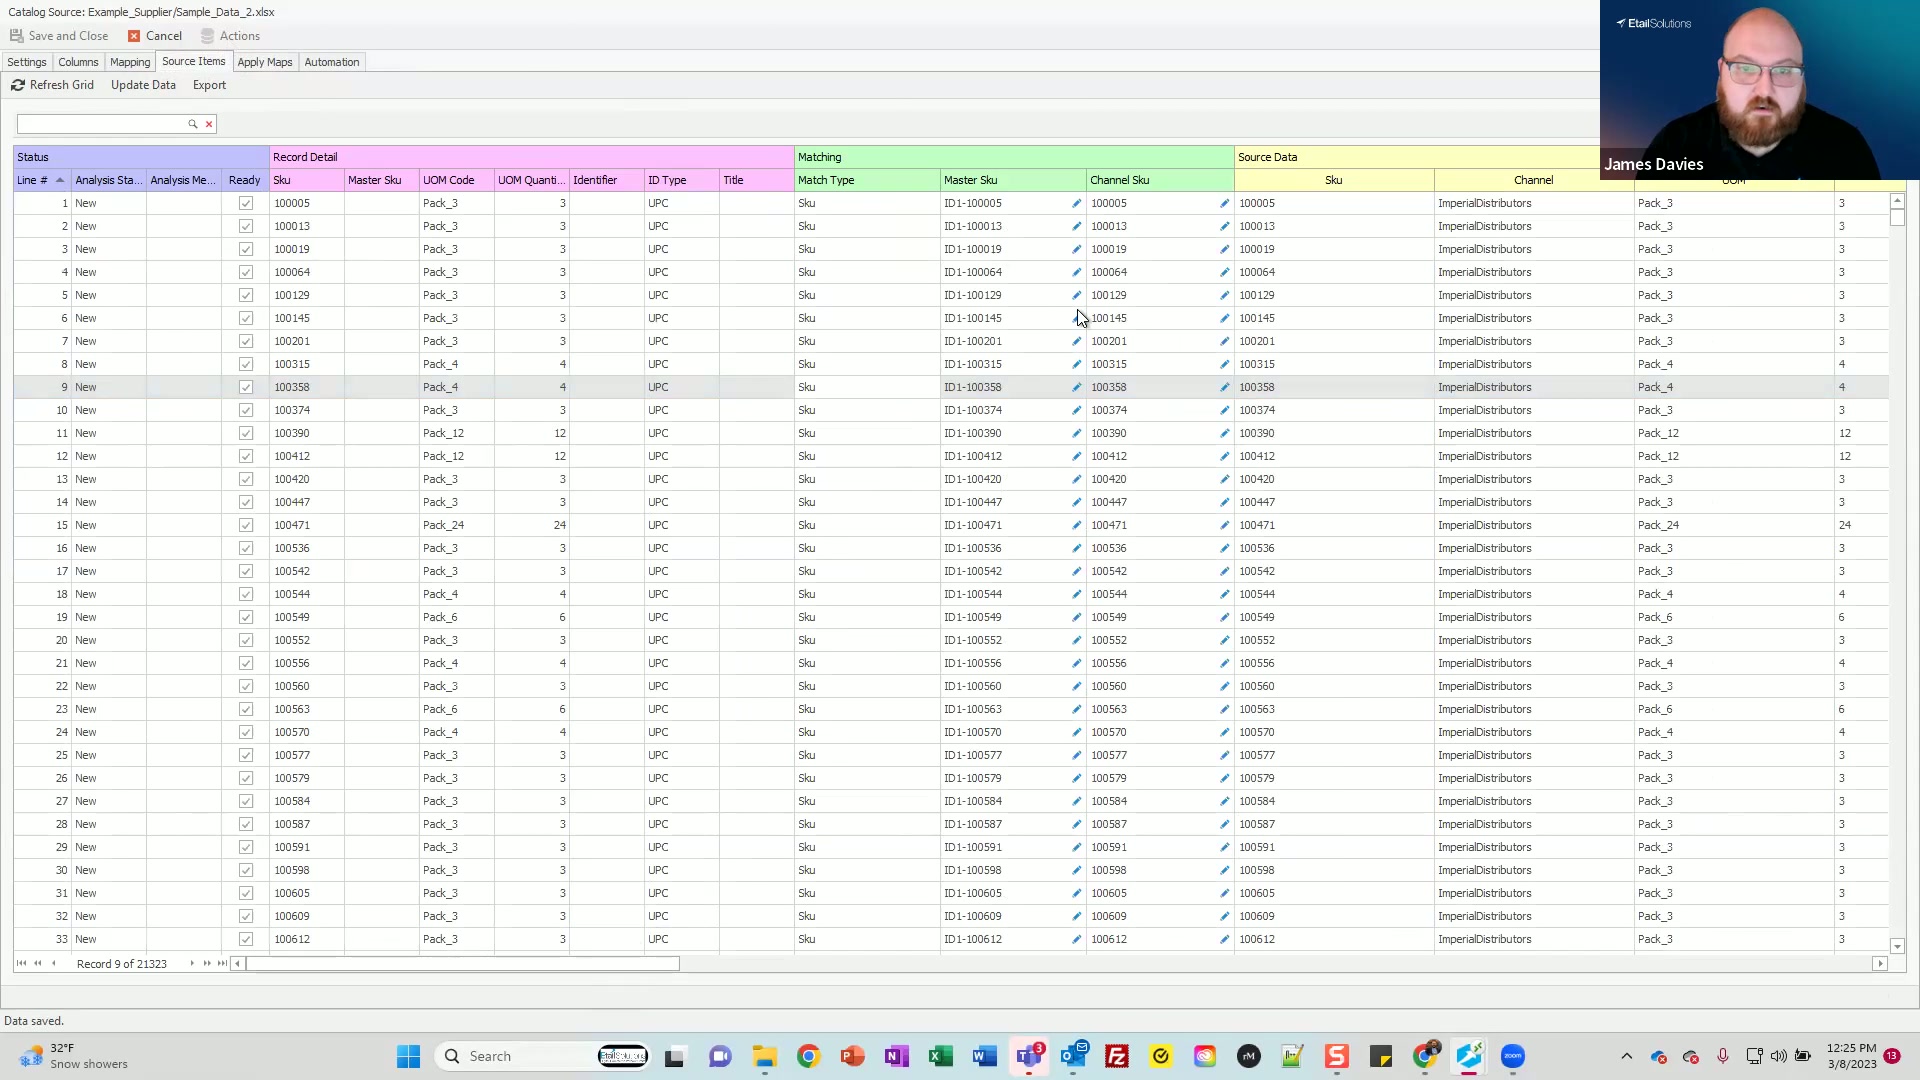 Catalog Source: Example_Supplier/Sample_Data_2.xlsx
Save and Close Cancel Actions
Settings Columns Mapping Source Items Apply Maps Automation
Refresh Grid Update Data Export
EtailSolutions
James Davies
Status Record Detail Matching Source Data
Line # Analysis Sta... Analysis Me... Ready Sku Master Sku UOM Code UOM Quanti... Identifier ID Type Title Match Type Master Sku Channel Sku Sku Channel UOM
1 New 100005 Pack_3 3 UPC Sku ID1-100005 100005 100005 ImperialDistributors Pack_3 3
2 New 100013 Pack_3 3 UPC Sku ID1-100013 100013 100013 ImperialDistributors Pack_3 3
3 New 100019 Pack_3 3 UPC Sku ID1-100019 100019 100019 ImperialDistributors Pack_3 3
4 New 100064 Pack_3 3 UPC Sku ID1-100064 100064 100064 ImperialDistributors Pack_3 3
5 New 100129 Pack_3 3 UPC Sku ID1-100129 100129 100129 ImperialDistributors Pack_3 3
6 New 100145 Pack_3 3 UPC Sku ID1-100145 100145 100145 ImperialDistributors Pack_3 3
7 New 100201 Pack_3 3 UPC Sku ID1-100201 100201 100201 ImperialDistributors Pack_3 3
8 New 100315 Pack_4 4 UPC Sku ID1-100315 100315 100315 ImperialDistributors Pack_4 4
9 New 100358 Pack_4 4 UPC Sku ID1-100358 100358 100358 ImperialDistributors Pack_4 4
10 New 100374 Pack_3 3 UPC Sku ID1-100374 100374 100374 ImperialDistributors Pack_3 3
11 New 100390 Pack_12 12 UPC Sku ID1-100390 100390 100390 ImperialDistributors Pack_12 12
12 New 100412 Pack_12 12 UPC Sku ID1-100412 100412 100412 ImperialDistributors Pack_12 12
13 New 100420 Pack_3 3 UPC Sku ID1-100420 100420 100420 ImperialDistributors Pack_3 3
14 New 100447 Pack_3 3 UPC Sku ID1-100447 100447 100447 ImperialDistributors Pack_3 3
15 New 100471 Pack_24 24 UPC Sku ID1-100471 100471 100471 ImperialDistributors Pack_24 24
16 New 100536 Pack_3 3 UPC Sku ID1-100536 100536 100536 ImperialDistributors Pack_3 3
17 New 100542 Pack_3 3 UPC Sku ID1-100542 100542 100542 ImperialDistributors Pack_3 3
18 New 100544 Pack_4 4 UPC Sku ID1-100544 100544 100544 ImperialDistributors Pack_4 4
19 New 100549 Pack_6 6 UPC Sku ID1-100549 100549 100549 ImperialDistributors Pack_6 6
20 New 100552 Pack_3 3 UPC Sku ID1-100552 100552 100552 ImperialDistributors Pack_3 3
21 New 100556 Pack_4 4 UPC Sku ID1-100556 100556 100556 ImperialDistributors Pack_4 4
22 New 100560 Pack_3 3 UPC Sku ID1-100560 100560 100560 ImperialDistributors Pack_3 3
23 New 100563 Pack_6 6 UPC Sku ID1-100563 100563 100563 ImperialDistributors Pack_6 6
24 New 100570 Pack_4 4 UPC Sku ID1-100570 100570 100570 ImperialDistributors Pack_4 4
25 New 100577 Pack_3 3 UPC Sku ID1-100577 100577 100577 ImperialDistributors Pack_3 3
26 New 100579 Pack_3 3 UPC Sku ID1-100579 100579 100579 ImperialDistributors Pack_3 3
27 New 100584 Pack_3 3 UPC Sku ID1-100584 100584 100584 ImperialDistributors Pack_3 3
28 New 100587 Pack_3 3 UPC Sku ID1-100587 100587 100587 ImperialDistributors Pack_3 3
29 New 100591 Pack_3 3 UPC Sku ID1-100591 100591 100591 ImperialDistributors Pack_3 3
30 New 100598 Pack_3 3 UPC Sku ID1-100598 100598 100598 ImperialDistributors Pack_3 3
31 New 100605 Pack_3 3 UPC Sku ID1-100605 100605 100605 ImperialDistributors Pack_3 3
32 New 100609 Pack_3 3 UPC Sku ID1-100609 100609 100609 ImperialDistributors Pack_3 3
33 New 100612 Pack_3 3 UPC Sku ID1-100612 100612 100612 ImperialDistributors Pack_3 3
Record 9 of 21323
Data saved.
32°F
Snow showers
Search
EtailSolutions
3
rM
zoom
12:25 PM
3/8/2023
13